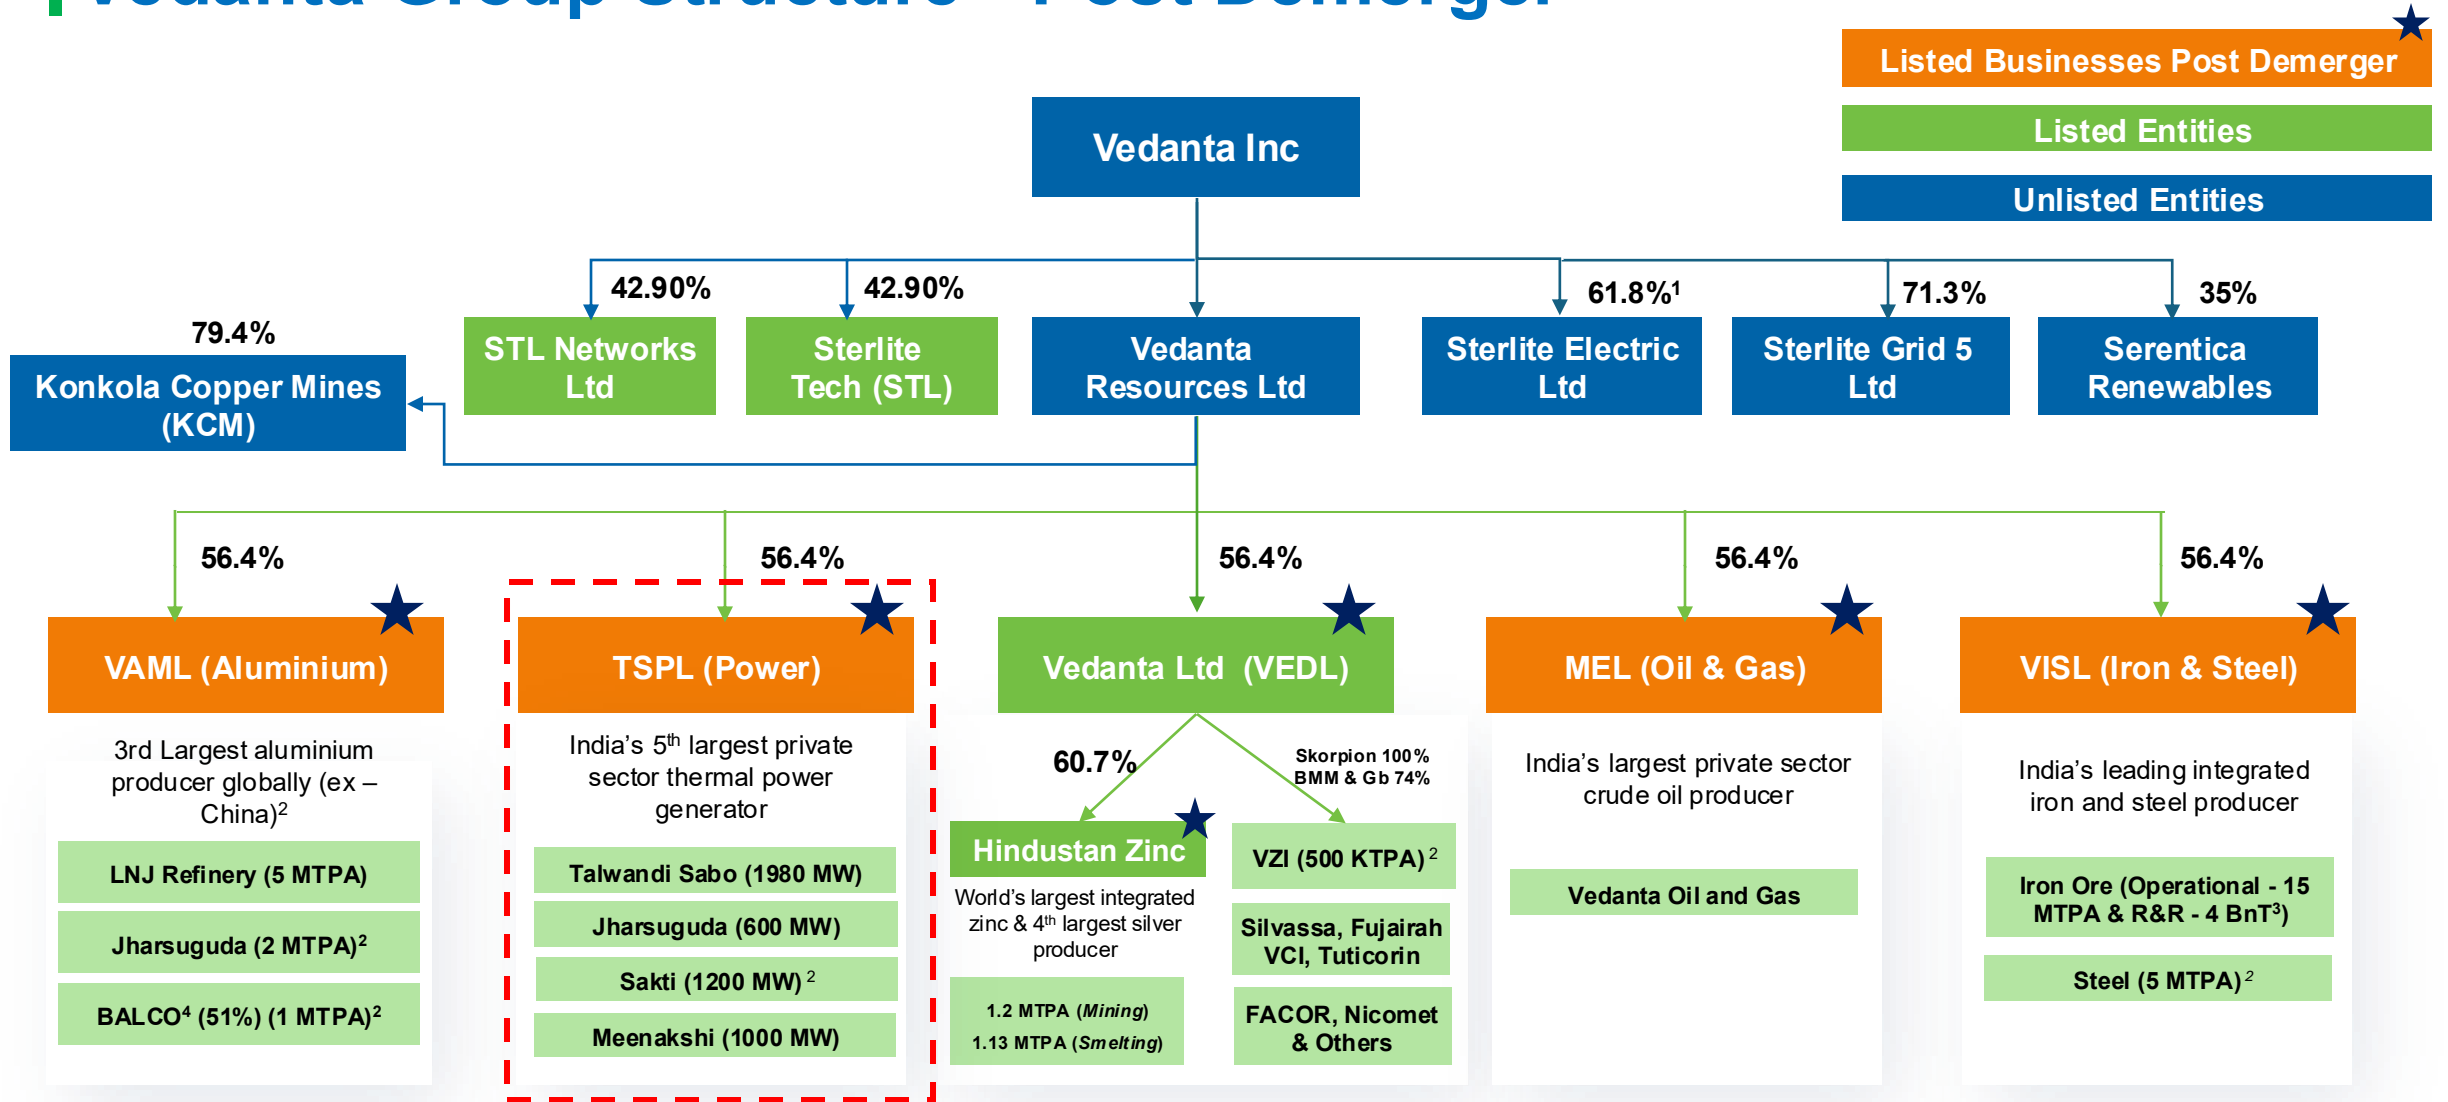 Vedanta Group Structure - Post Demerger
Listed Businesses Post Demerger
Listed Entities
Unlisted Entities
Vedanta Inc
42.90%
42.90%
61.8%¹
71.3%
35%
79.4%
Konkola Copper Mines
(KCM)
STL Networks
Ltd
Sterlite
Tech (STL)
Vedanta
Resources Ltd
Sterlite Electric
Ltd
Sterlite Grid 5
Ltd
Serentica
Renewables
56.4%
56.4%
56.4%
56.4%
56.4%
VAML (Aluminium)
3rd Largest aluminium
producer globally (ex –
China)²
LNJ Refinery (5 MTPA)
Jharsuguda (2 MTPA)²
BALCO⁴ (51%) (1 MTPA)²
TSPL (Power)
India's 5th largest private
sector thermal power
generator
Talwandi Sabo (1980 MW)
Jharsuguda (600 MW)
Sakti (1200 MW) ²
Meenakshi (1000 MW)
Vedanta Ltd (VEDL)
60.7%
Skorpion 100%
BMM & Gb 74%
Hindustan Zinc
World's largest integrated
zinc & 4th largest silver
producer
1.2 MTPA (Mining)
1.13 MTPA (Smelting)
VZI (500 KTPA) ²
Silvassa, Fujairah
VCI, Tuticorin
FACOR, Nicomet
& Others
MEL (Oil & Gas)
India's largest private sector
crude oil producer
Vedanta Oil and Gas
VISL (Iron & Steel)
India's leading integrated
iron and steel producer
Iron Ore (Operational - 15
MTPA & R&R - 4 BnT³)
Steel (5 MTPA) ²